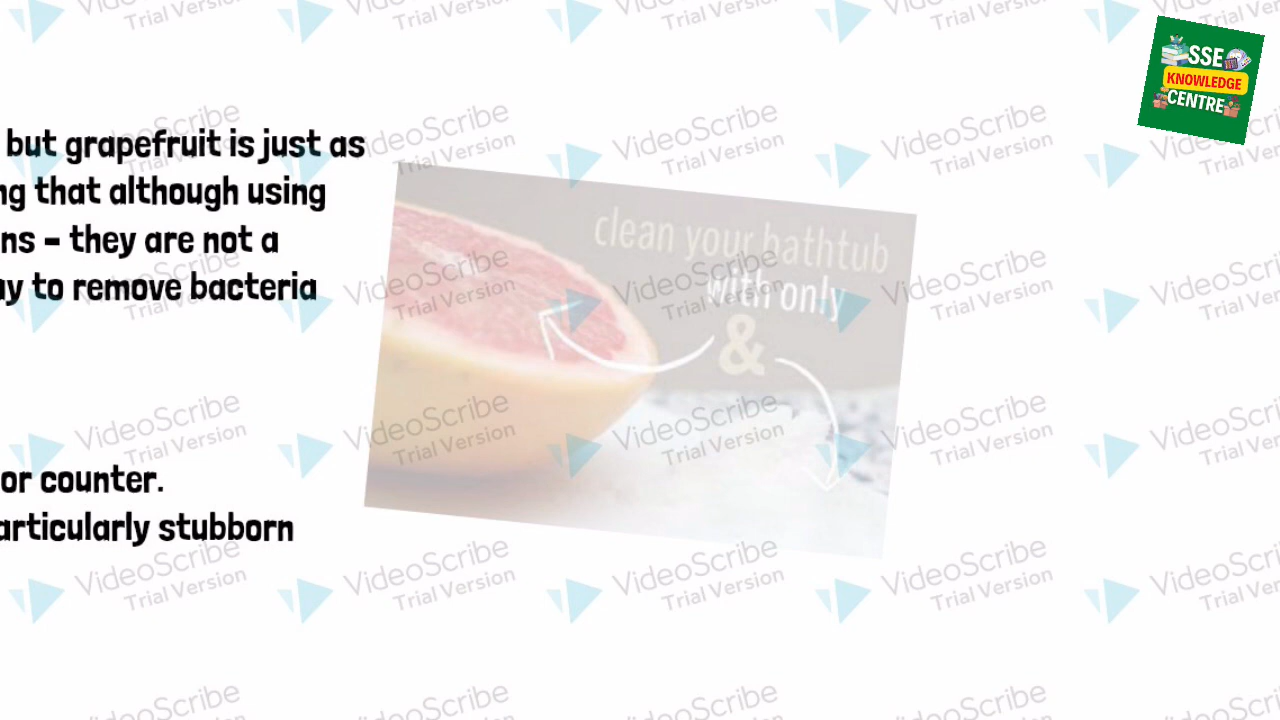 but grapefruit is just as
ng that although using
ns – they are not a
ay to remove bacteria
or counter.
articularly stubborn
clean your bathtub
with only
&
SSE
KNOWLEDGE
CENTRE
VideoScribe
Trial Version